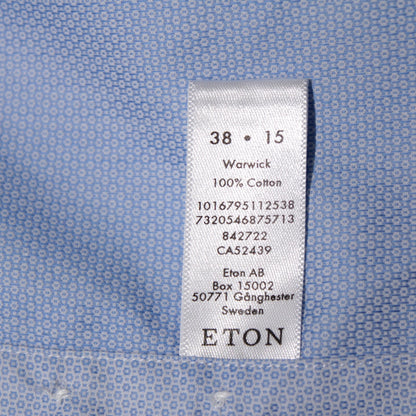 38 • 15
Warwick
100% Cotton
1016795112538
7320546875713
842722
CA52439
Eton AB
Box 15002
50771 Gånghester
Sweden
ETON